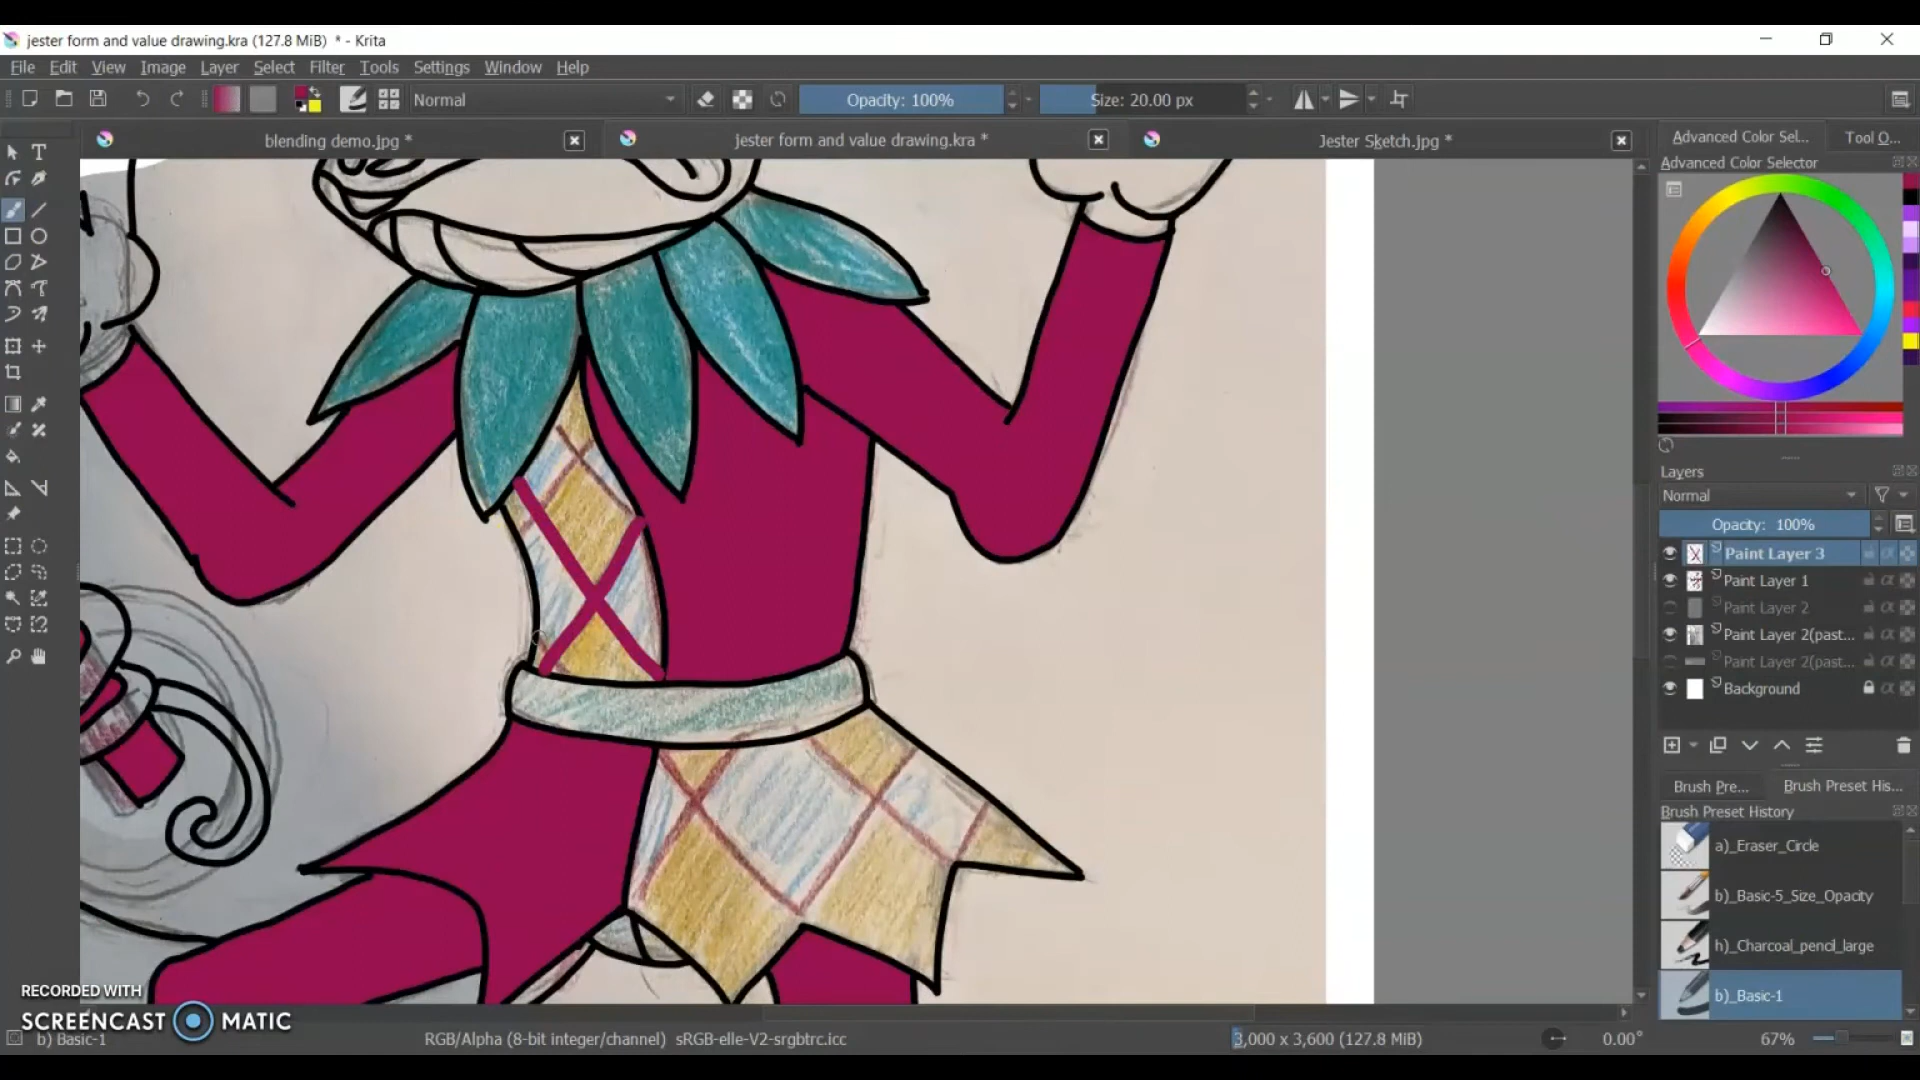 jester form and value drawing.kra (127.8 MiB) * - Krita
File Edit View Image Layer Select Filter Tools Settings Window Help
Normal Opacity: 100% Size: 20.00 px
blending demo.jpg * jester form and value drawing.kra * Jester Sketch.jpg *
Advanced Color Sel... Tool O...
Advanced Color Selector
Layers
Normal
Opacity: 100%
Paint Layer 3
Paint Layer 1
Paint Layer 2
Paint Layer 2(past...
Paint Layer 2(past...
Background
Brush Pre... Brush Preset His...
Brush Preset History
a)_Eraser_Circle
b)_Basic-5_Size_Opacity
h)_Charcoal_pencil_large
b)_Basic-1
RECORDED WITH
SCREENCAST MATIC
b) Basic-1 RGB/Alpha (8-bit integer/channel) sRGB-elle-V2-srgbtrc.icc 3,000 x 3,600 (127.8 MiB) 0.00° 67%